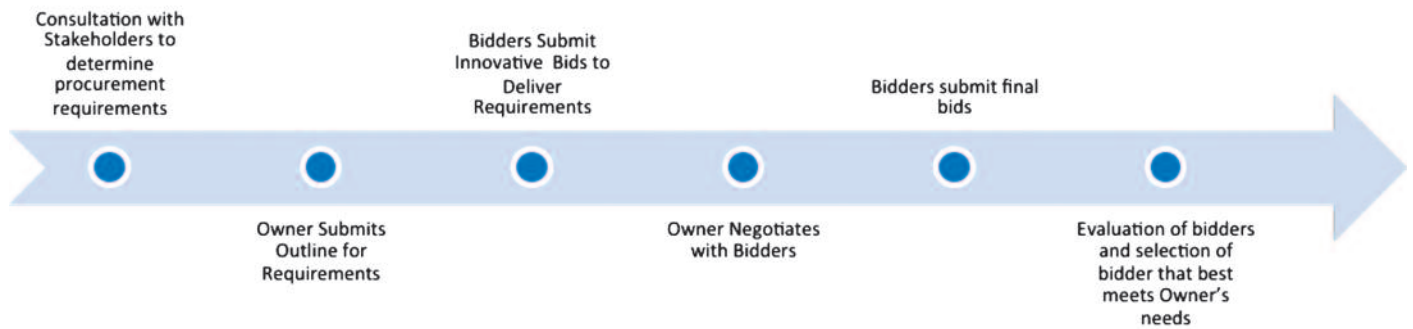 Consultation with
Stakeholders to
determine
procurement
requirements
Owner Submits
Outline for
Requirements
Bidders Submit
Innovative Bids to
Deliver
Requirements
Owner Negotiates
with Bidders
Bidders submit final
bids
Evaluation of bidders
and selection of
bidder that best
meets Owner's
needs